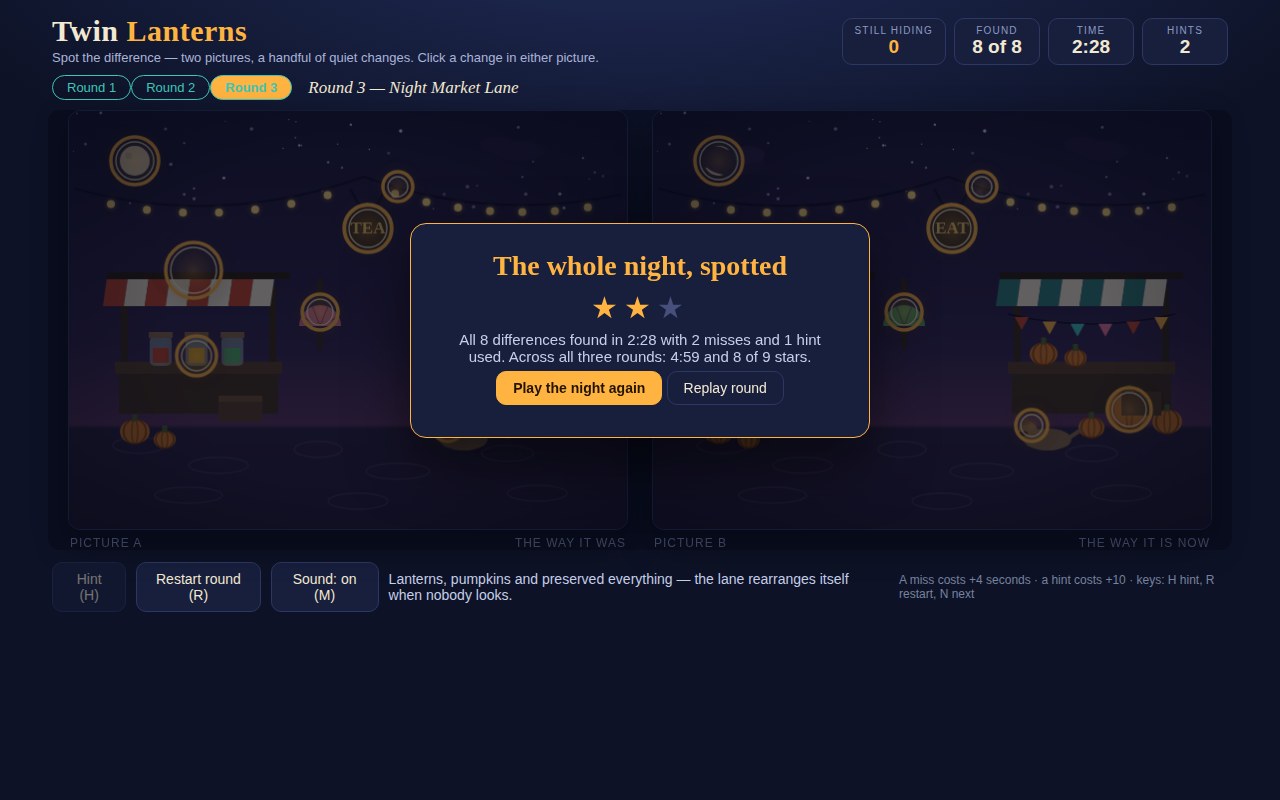 Twin Lanterns
Spot the difference — two pictures, a handful of quiet changes. Click a change in either picture.
STILL HIDING
0
FOUND
8 of 8
TIME
2:28
HINTS
2
Round 1
Round 2
Round 3
Round 3 — Night Market Lane
TEA
EAT
The whole night, spotted
All 8 differences found in 2:28 with 2 misses and 1 hint
used. Across all three rounds: 4:59 and 8 of 9 stars.
Play the night again
Replay round
PICTURE A
THE WAY IT WAS
PICTURE B
THE WAY IT IS NOW
Hint
(H)
Restart round
(R)
Sound: on
(M)
Lanterns, pumpkins and preserved everything — the lane rearranges itself
when nobody looks.
A miss costs +4 seconds · a hint costs +10 · keys: H hint, R
restart, N next